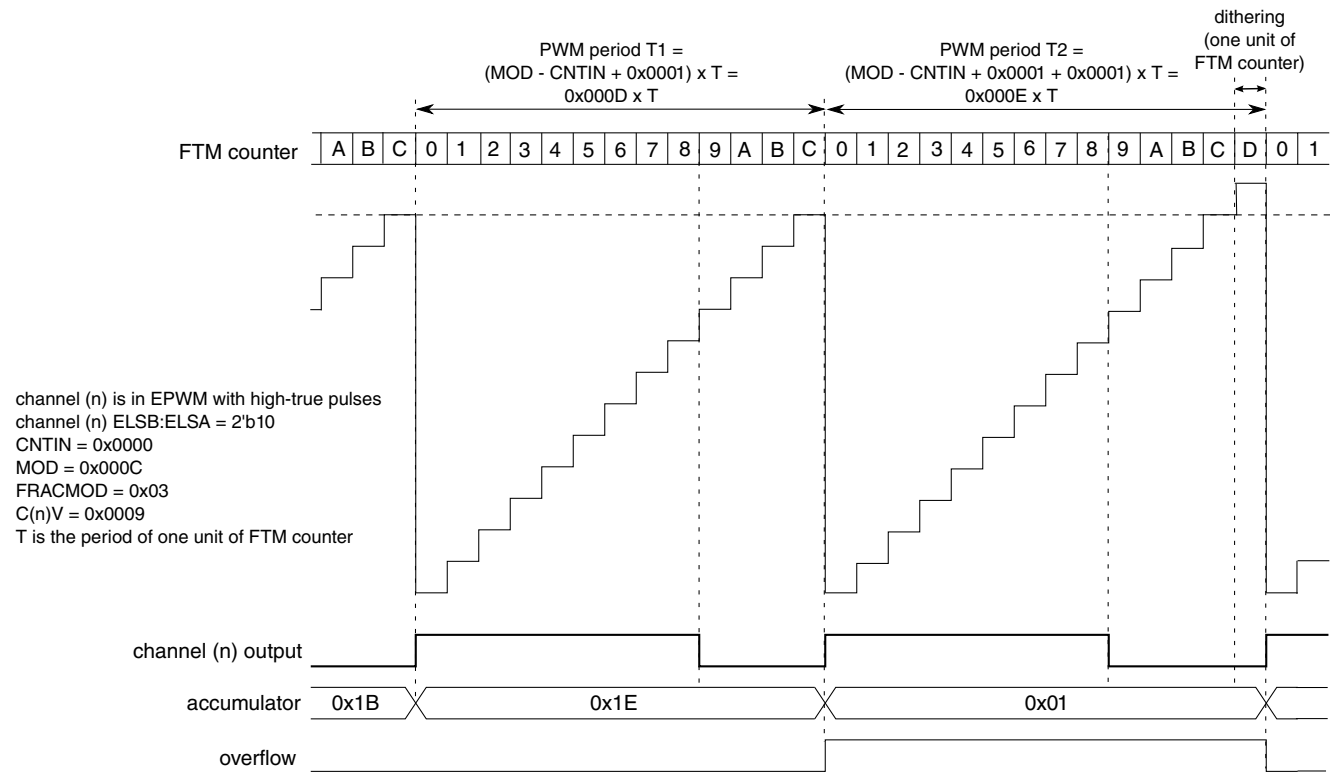 dithering
(one unit of
FTM counter)
PWM period T1 =
(MOD - CNTIN + 0x0001) x T =
0x000D x T
PWM period T2 =
(MOD - CNTIN + 0x0001 + 0x0001) x T =
0x000E x T
FTM counter A B C 0 1 2 3 4 5 6 7 8 9 A B C 0 1 2 3 4 5 6 7 8 9 A B C D 0 1
channel (n) is in EPWM with high-true pulses
channel (n) ELSB:ELSA = 2'b10
CNTIN = 0x0000
MOD = 0x000C
FRACMOD = 0x03
C(n)V = 0x0009
T is the period of one unit of FTM counter
channel (n) output
accumulator 0x1B 0x1E 0x01
overflow